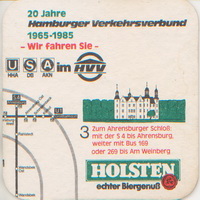 20 Jahre
Hamburger Verkehrsverbund
1965-1985
- Wir fahren Sie -
U S A im HVV
HHA DB AKN
3 Zum Ahrensburger Schloß:
mit der S 4 bis Ahrensburg,
weiter mit Bus 169
oder 269 bis Am Weinberg
HOLSTEN
echter Biergenuß